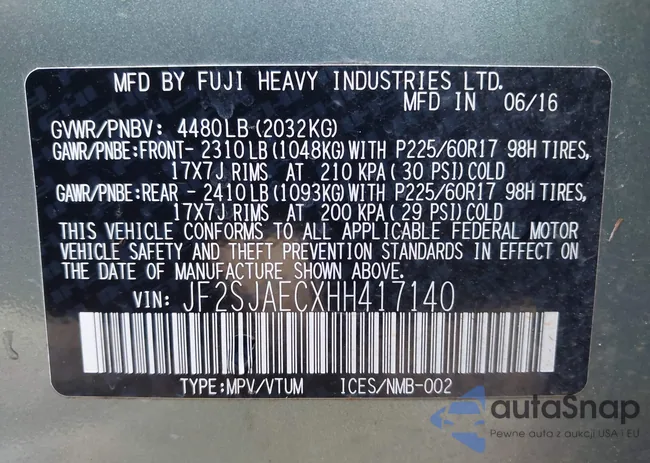 MFD BY FUJI HEAVY INDUSTRIES LTD.
MFD IN 06/16
GVWR/PNBV: 4480LB(2032KG)
GAWR/PNBE:FRONT- 2310LB(1048KG)WITH P225/60R17 98H TIRES,
17X7J RIMS AT 210 KPA(30 PSI)COLD
GAWR/PNBE:REAR - 2410LB(1093KG)WITH P225/60R17 98H TIRES,
17X7J RIMS AT 200 KPA(29 PSI)COLD
THIS VEHICLE CONFORMS TO ALL APPLICABLE FEDERAL MOTOR
VEHICLE SAFETY AND THEFT PREVENTION STANDARDS IN EFFECT ON
THE DATE OF MANUFACTURE SHOWN ABOVE.
VIN: JF2SJAECXHH417140
TYPE:MPV/VTUM ICES/NMB-002
autaSnap
Pewne auta z aukcji USA i EU